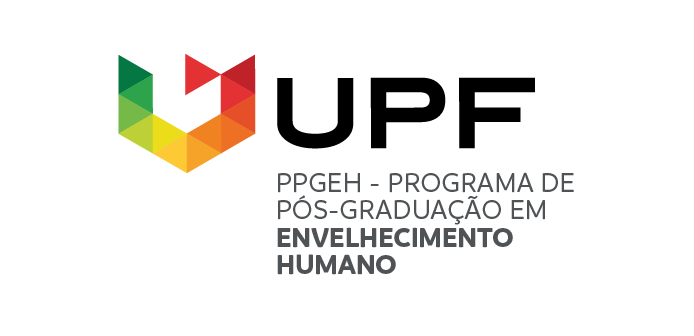 UPF
PPGEH - PROGRAMA DE
PÓS-GRADUAÇÃO EM
ENVELHECIMENTO
HUMANO